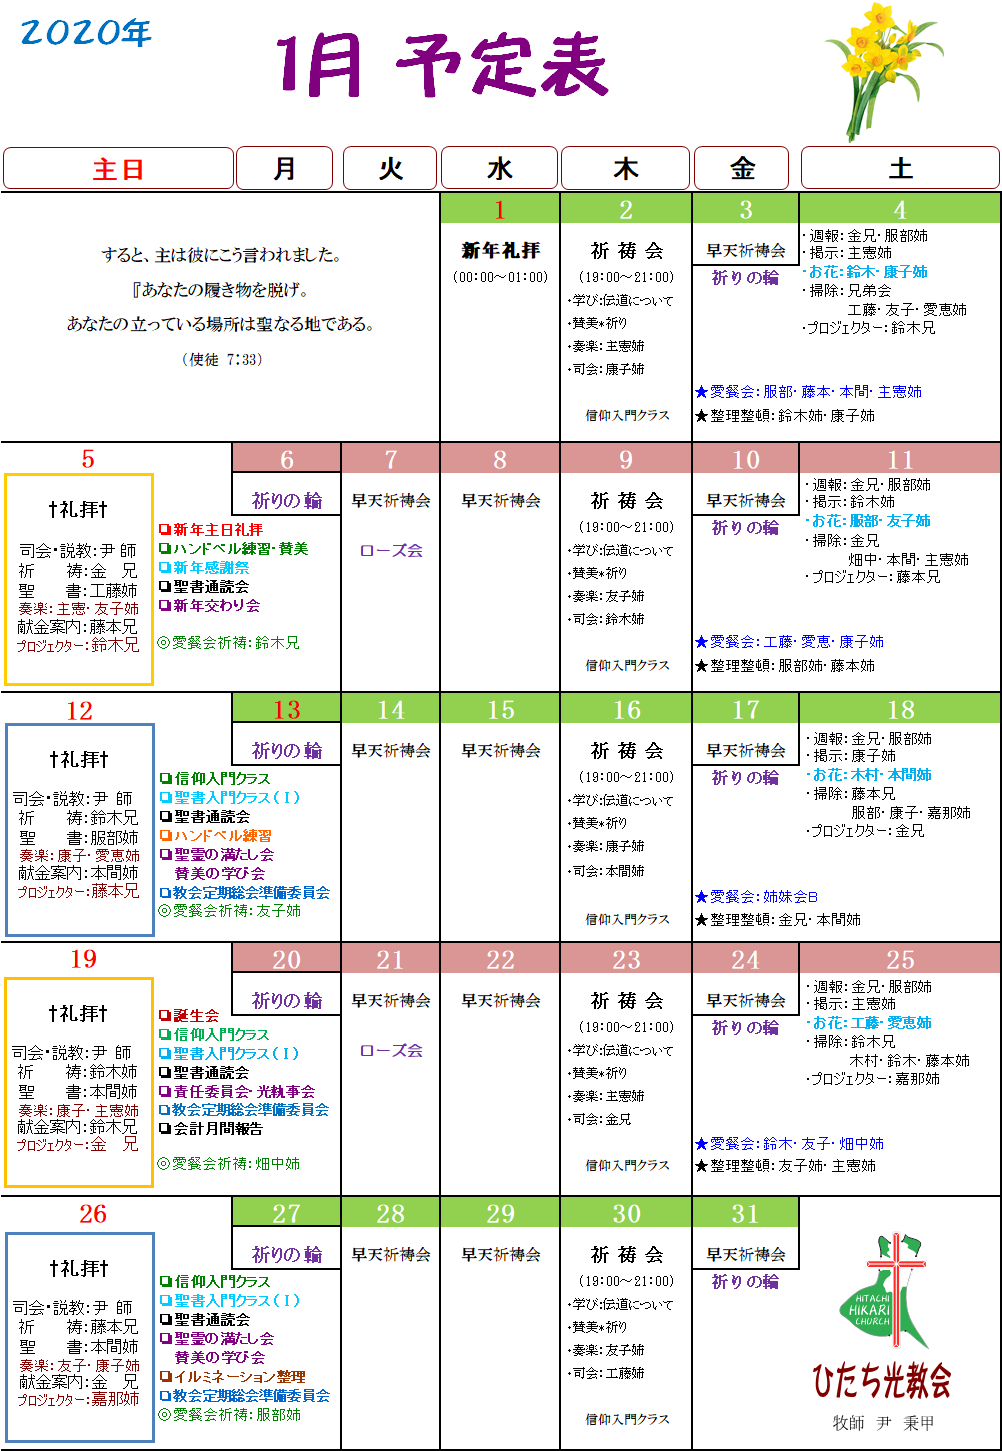 2020年
1月 予定表
主日 月 火 水 木 金 土
すると、主は彼にこう言われました。
『あなたの履き物を脱げ。
あなたの立っている場所は聖なる地である。
（使徒 7:33）
1
新年礼拝
(00:00～01:00)
2
祈 祷 会
(19:00～21:00)
・学び:伝道について
・賛美*祈り
・奏楽: 主憲姉
・司会: 康子姉
信仰入門クラス
3
早天祈祷会
祈りの輪
4
・週報: 金兄・服部姉
・掲示: 主憲姉
・お花: 鈴木・康子姉
・掃除: 兄弟会
工藤・友子・愛恵姉
・プロジェクター: 鈴木兄
★愛餐会: 服部・藤本・本間・主憲姉
★整理整頓: 鈴木姉・康子姉
5
✝礼拝✝
司会・説教: 尹 師
祈 祷: 金 兄
聖 書: 工藤姉
奏楽: 主憲・友子姉
献金案内: 藤本兄
プロジェクター: 鈴木兄
❏新年主日礼拝
❏ハンドベル練習・賛美
❏新年感謝祭
❏聖書通読会
❏新年交わり会
◎愛餐会祈祷: 鈴木兄
6
祈りの輪
7
早天祈祷会
ローズ会
8
早天祈祷会
9
祈 祷 会
(19:00～21:00)
・学び:伝道について
・賛美*祈り
・奏楽: 友子姉
・司会: 鈴木姉
信仰入門クラス
10
早天祈祷会
祈りの輪
11
・週報: 金兄・服部姉
・掲示: 鈴木姉
・お花: 服部・友子姉
・掃除: 金兄
畑中・本間・主憲姉
・プロジェクター: 藤本兄
★愛餐会: 工藤・愛恵・康子姉
★整理整頓: 服部姉・藤本姉
12
✝礼拝✝
司会・説教: 尹 師
祈 祷: 鈴木兄
聖 書: 服部姉
奏楽: 康子・愛恵姉
献金案内: 本間姉
プロジェクター: 藤本兄
❏信仰入門クラス
❏聖書入門クラス(Ⅰ)
❏聖書通読会
❏ハンドベル練習
❏聖霊の満たし会
賛美の学び会
❏教会定期総会準備委員会
◎愛餐会祈祷: 友子姉
13
祈りの輪
14
早天祈祷会
15
早天祈祷会
16
祈 祷 会
(19:00～21:00)
・学び:伝道について
・賛美*祈り
・奏楽: 康子姉
・司会: 本間姉
信仰入門クラス
17
早天祈祷会
祈りの輪
18
・週報: 金兄・服部姉
・掲示: 康子姉
・お花: 木村・本間姉
・掃除: 藤本兄
服部・康子・嘉那姉
・プロジェクター: 金兄
★愛餐会: 姉妹会B
★整理整頓: 金兄・本間姉
19
✝礼拝✝
司会・説教: 尹 師
祈 祷: 鈴木姉
聖 書: 本間姉
奏楽: 康子・主憲姉
献金案内: 鈴木兄
プロジェクター: 金 兄
❏誕生会
❏信仰入門クラス
❏聖書入門クラス(Ⅰ)
❏聖書通読会
❏責任委員会・光執事会
❏教会定期総会準備委員会
❏会計月間報告
◎愛餐会祈祷: 畑中姉
20
祈りの輪
21
早天祈祷会
ローズ会
22
早天祈祷会
23
祈 祷 会
(19:00～21:00)
・学び:伝道について
・賛美*祈り
・奏楽: 主憲姉
・司会: 金兄
信仰入門クラス
24
早天祈祷会
祈りの輪
25
・週報: 金兄・服部姉
・掲示: 主憲姉
・お花: 工藤・愛恵姉
・掃除: 鈴木兄
木村・鈴木・藤本姉
・プロジェクター: 嘉那姉
★愛餐会: 鈴木・友子・畑中姉
★整理整頓: 友子姉・主憲姉
26
✝礼拝✝
司会・説教: 尹 師
祈 祷: 藤本兄
聖 書: 本間姉
奏楽: 友子・康子姉
献金案内: 金 兄
プロジェクター: 嘉那姉
❏信仰入門クラス
❏聖書入門クラス(Ⅰ)
❏聖書通読会
❏聖霊の満たし会
賛美の学び会
❏イルミネーション整理
❏教会定期総会準備委員会
◎愛餐会祈祷: 服部姉
27
祈りの輪
28
早天祈祷会
29
早天祈祷会
30
祈 祷 会
(19:00～21:00)
・学び:伝道について
・賛美*祈り
・奏楽: 友子姉
・司会: 工藤姉
信仰入門クラス
31
早天祈祷会
祈りの輪
HITACHI
HIKARI
CHURCH
ひたち光教会
牧師 尹 秉甲